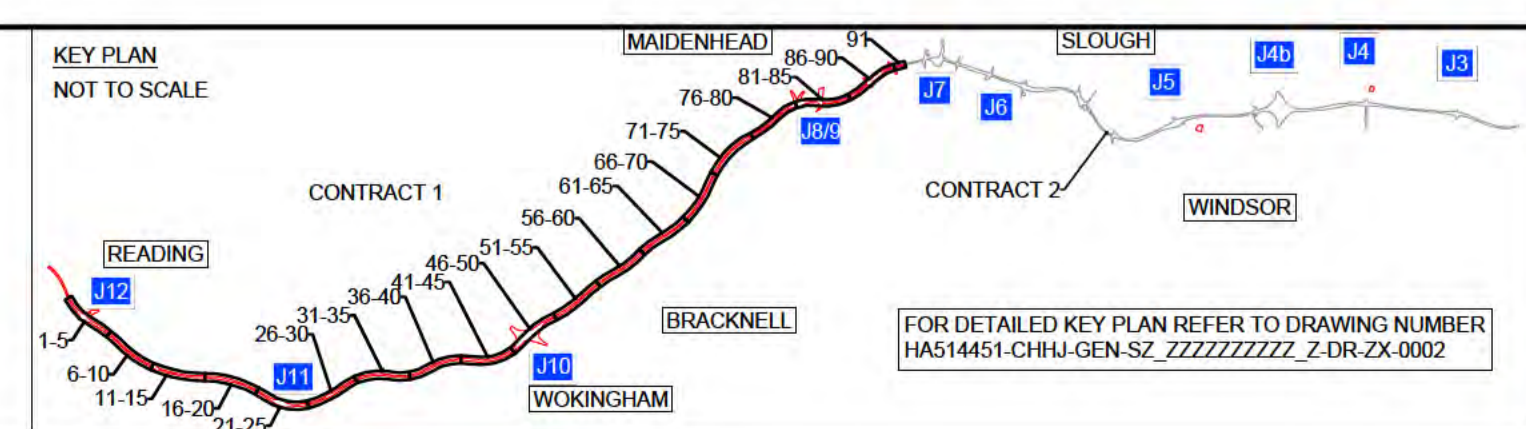 KEY PLAN
NOT TO SCALE
MAIDENHEAD
SLOUGH
91
86-90
81-85
76-80
71-75
66-70
61-65
56-60
51-55
46-50
41-45
36-40
31-35
26-30
J7
J6
J5
J4b
J4
J3
J8/9
CONTRACT 1
CONTRACT 2
WINDSOR
READING
J12
1-5
6-10
11-15
16-20
21-25
J11
J10
WOKINGHAM
BRACKNELL
FOR DETAILED KEY PLAN REFER TO DRAWING NUMBER
HA514451-CHHJ-GEN-SZ_ZZZZZZZZZZ_Z-DR-ZX-0002